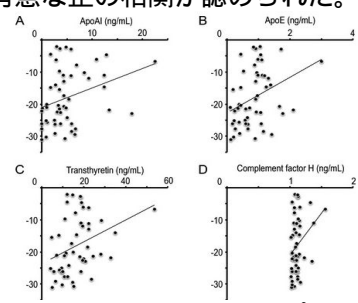 有意な正の相関が認められた。
A ApoAI (ng/mL) B ApoE (ng/mL)
0 10 20 0 1 2 3 4
-10 -10
-20 -20
-30 -30
C Transthyretin (ng/mL) D Complement factor H (ng/mL)
0 20 40 60 0 1 2
-10 -10
-20 -20
-30 -30